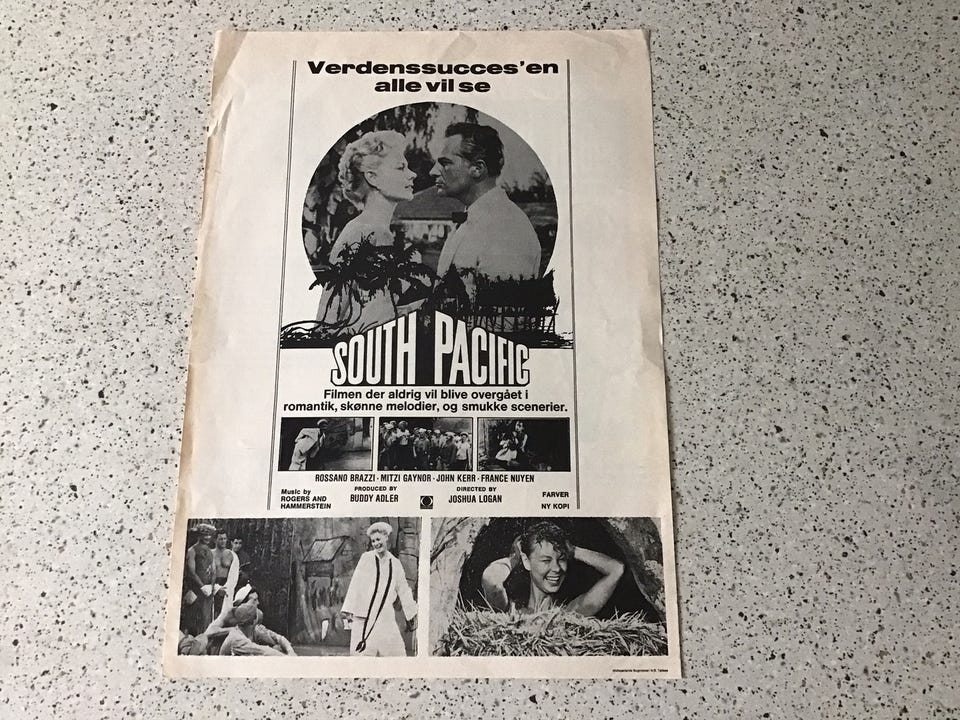 Verdenssucces'en
alle vil se
SOUTH PACIFIC
Filmen der aldrig vil blive overgået i
romantik, skønne melodier, og smukke scenerier.
ROSSANO BRAZZI · MITZI GAYNOR · JOHN KERR · FRANCE NUYEN
Music by
ROGERS AND
HAMMERSTEIN
PRODUCED BY
BUDDY ADLER
DIRECTED BY
JOSHUA LOGAN
FARVER
NY KOPI